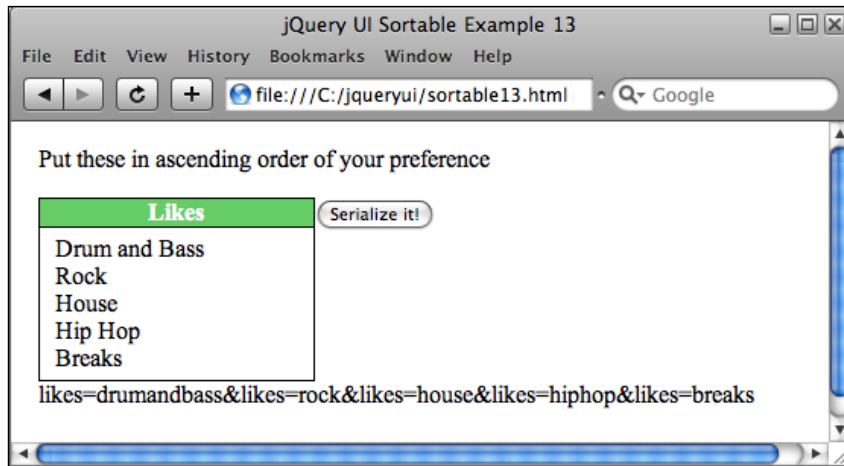 jQuery UI Sortable Example 13
File Edit View History Bookmarks Window Help
file:///C:/jqueryui/sortable13.html
Google
Put these in ascending order of your preference
Likes
Serialize it!
Drum and Bass
Rock
House
Hip Hop
Breaks
likes=drumandbass&likes=rock&likes=house&likes=hiphop&likes=breaks